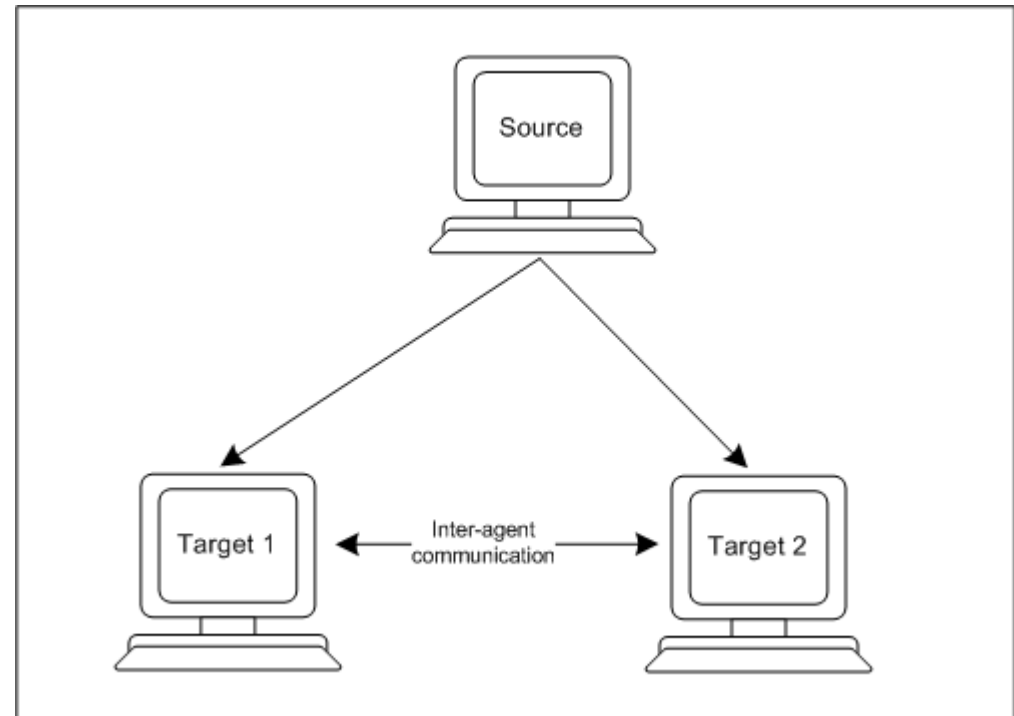 Source
Target 1
Inter-agent
communication
Target 2